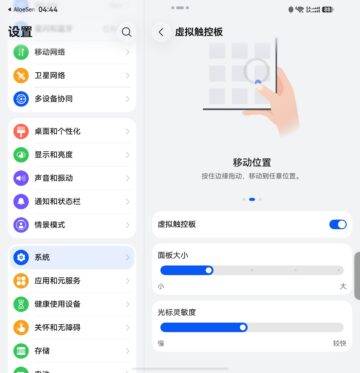 AloeSer 04:44
设置
移动网络
卫星网络
多设备协同
桌面和个性化
显示和亮度
声音和振动
通知和状态栏
情景模式
系统
应用和元服务
健康使用设备
关怀和无障碍
存储
虚拟触控板
移动位置
按住边缘拖动，移动到任意位置。
虚拟触控板
面板大小
小 大
光标灵敏度
慢 较快